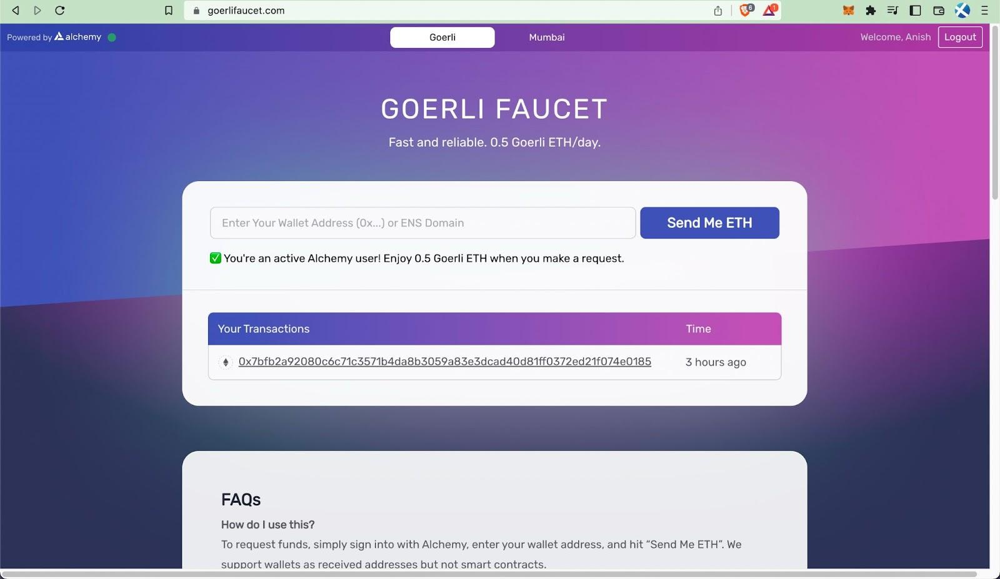 goerlifaucet.com
6
1
Powered by alchemy
Goerli
Mumbai
Welcome, Anish
Logout
GOERLI FAUCET
Fast and reliable. 0.5 Goerli ETH/day.
Enter Your Wallet Address (0x...) or ENS Domain
Send Me ETH
✅ You're an active Alchemy user! Enjoy 0.5 Goerli ETH when you make a request.
Your Transactions
Time
0x7bfb2a92080c6c71c3571b4da8b3059a83e3dcad40d81ff0372ed21f074e0185
3 hours ago
FAQs
How do I use this?
To request funds, simply sign into with Alchemy, enter your wallet address, and hit “Send Me ETH”. We
support wallets as received addresses but not smart contracts.